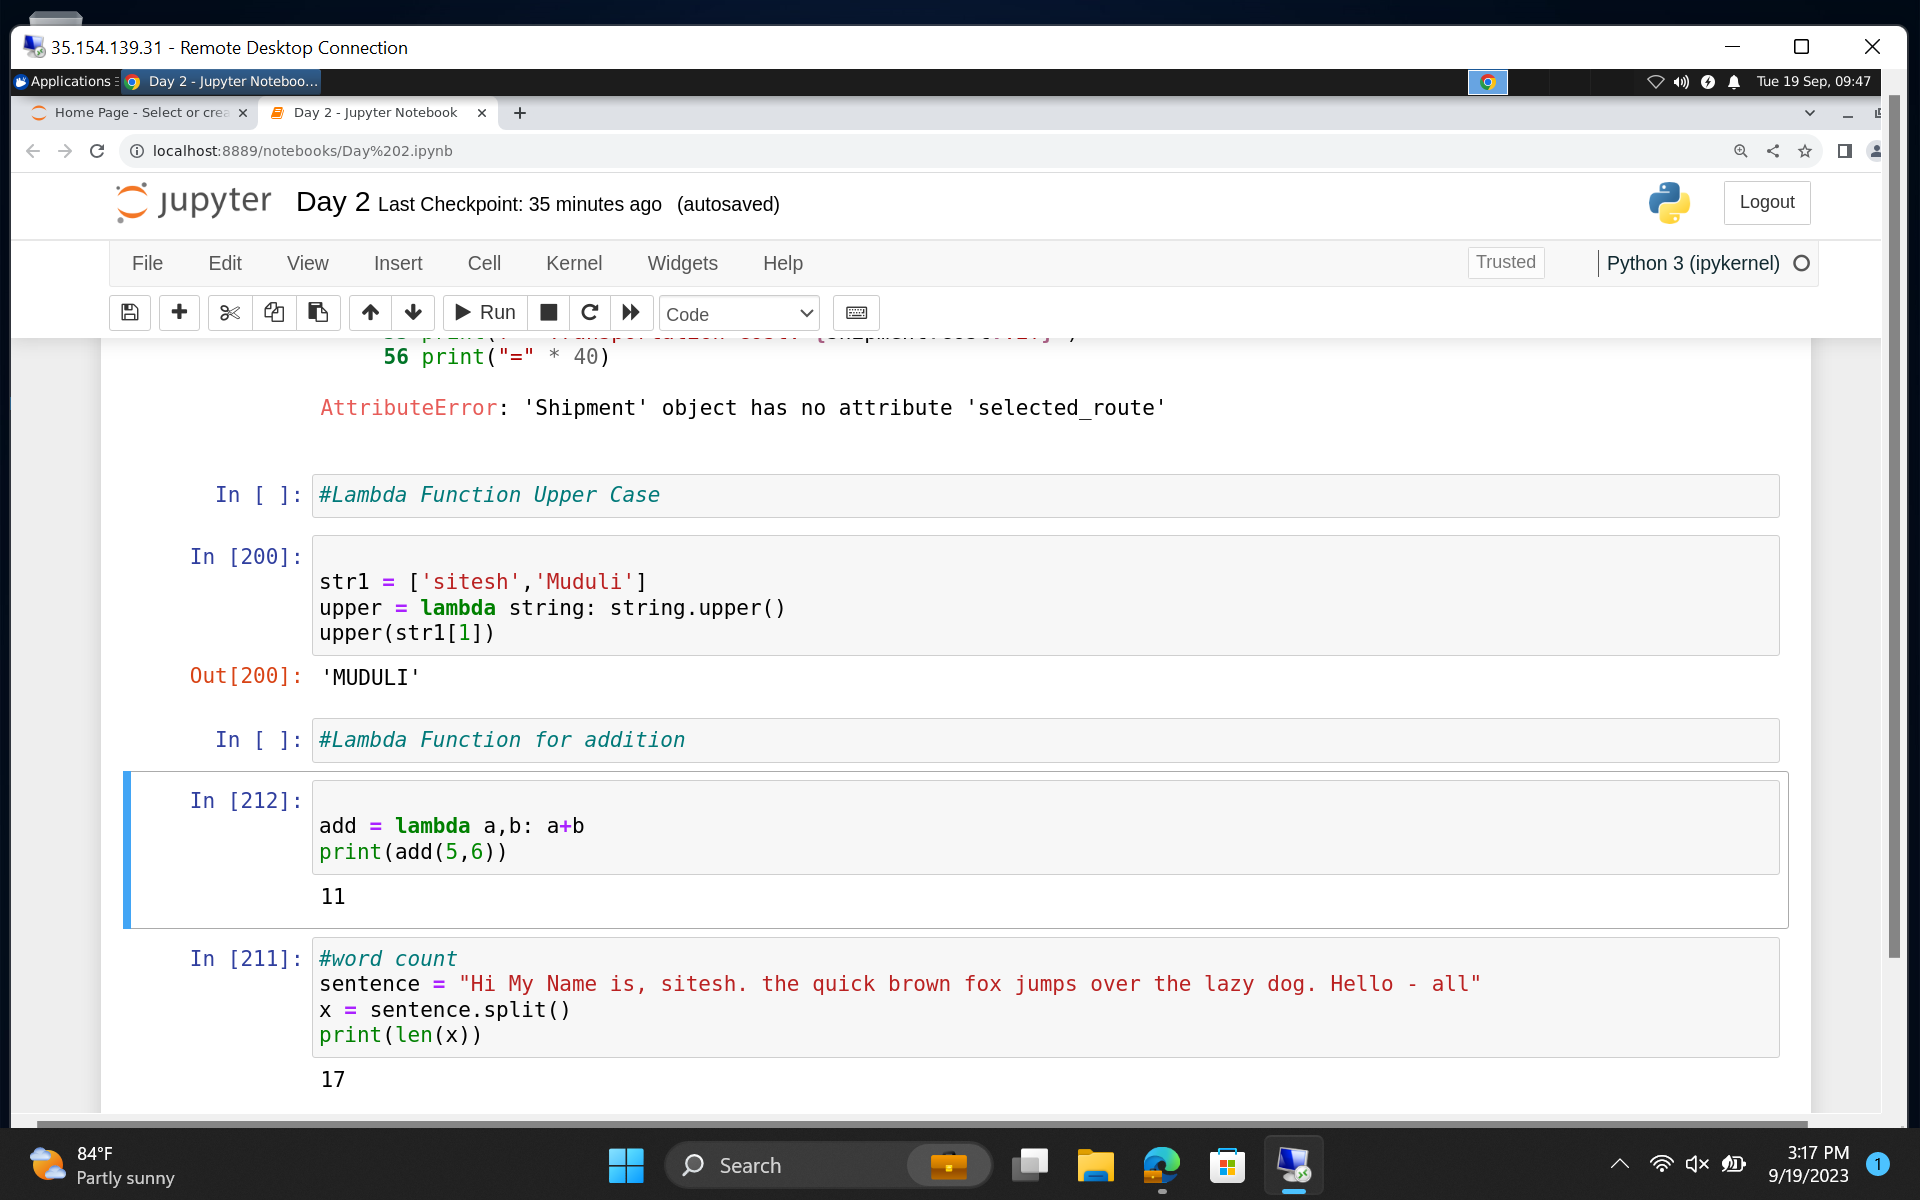 35.154.139.31 - Remote Desktop Connection
Applications Day 2 - Jupyter Noteboo... Tue 19 Sep, 09:47
Home Page - Select or crea Day 2 - Jupyter Notebook
localhost:8889/notebooks/Day%202.ipynb
jupyter Day 2 Last Checkpoint: 35 minutes ago (autosaved) Logout
File Edit View Insert Cell Kernel Widgets Help Trusted Python 3 (ipykernel)
Run Code
56 print("=" * 40)
AttributeError: 'Shipment' object has no attribute 'selected_route'
In [ ]: #Lambda Function Upper Case
In [200]:
str1 = ['sitesh','Muduli']
upper = lambda string: string.upper()
upper(str1[1])
Out[200]: 'MUDULI'
In [ ]: #Lambda Function for addition
In [212]:
add = lambda a,b: a+b
print(add(5,6))
11
In [211]: #word count
sentence = "Hi My Name is, sitesh. the quick brown fox jumps over the lazy dog. Hello - all"
x = sentence.split()
print(len(x))
17
84°F
Partly sunny
Search
3:17 PM
9/19/2023
1